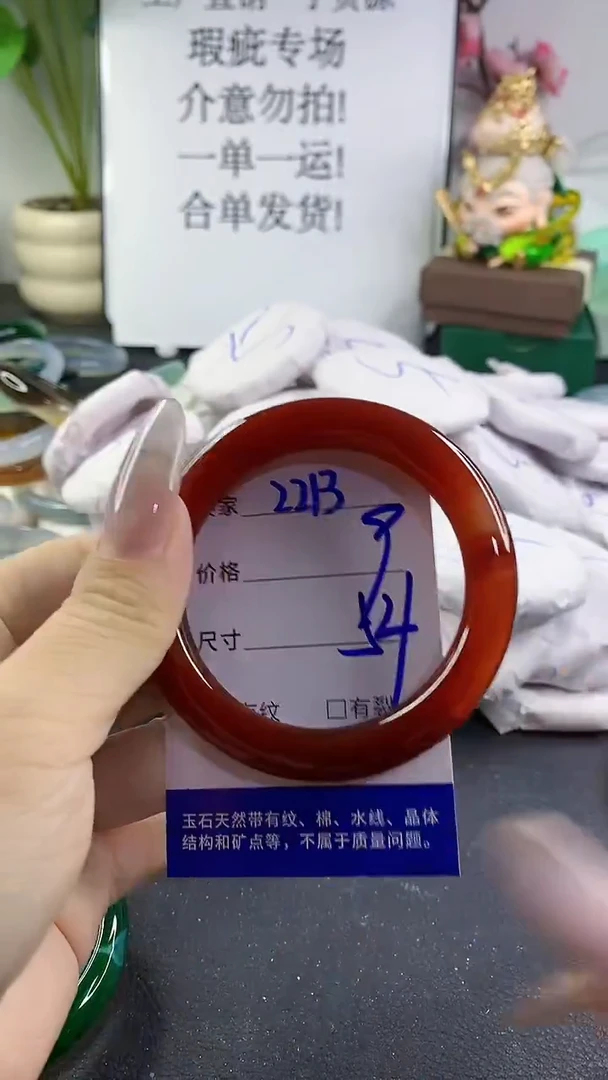 瑕疵专场
介意勿拍!
一单一运!
合单发货!
家 2213
价格
尺寸 54
纹 □有裂
玉石天然带有纹、棉、水线、晶体
结构和矿点等,不属于质量问题。